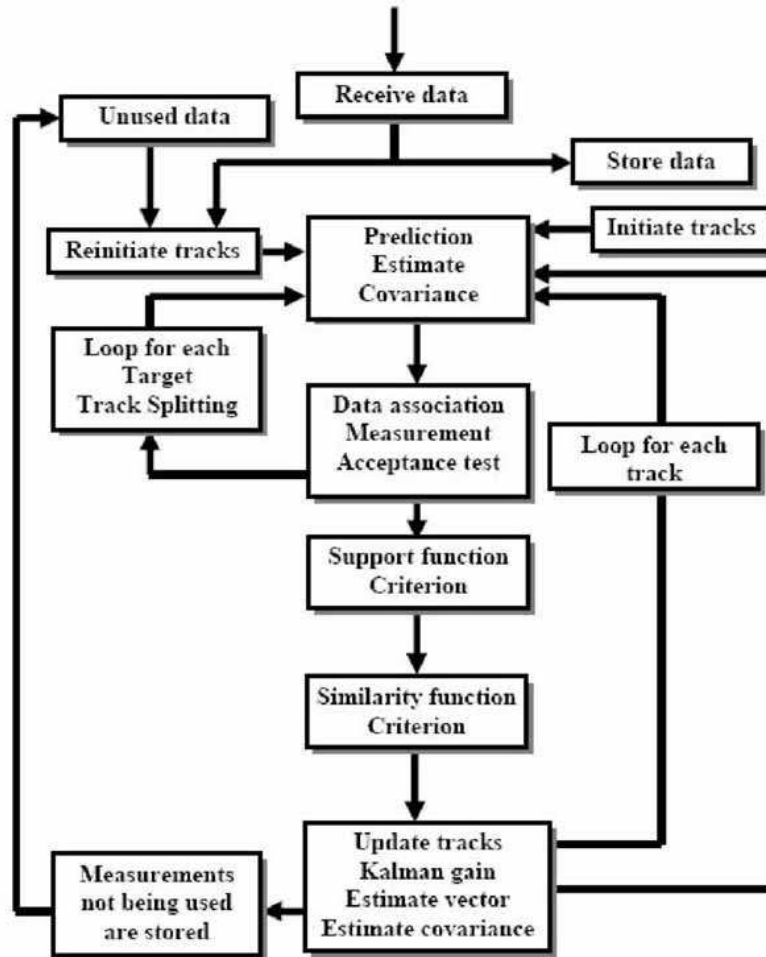 Receive data
Unused data
Store data
Reinitiate tracks
Prediction
Estimate
Covariance
Initiate tracks
Loop for each
Target
Track Splitting
Data association
Measurement
Acceptance test
Loop for each
track
Support function
Criterion
Similarity function
Criterion
Update tracks
Kalman gain
Estimate vector
Estimate covariance
Measurements
not being used
are stored